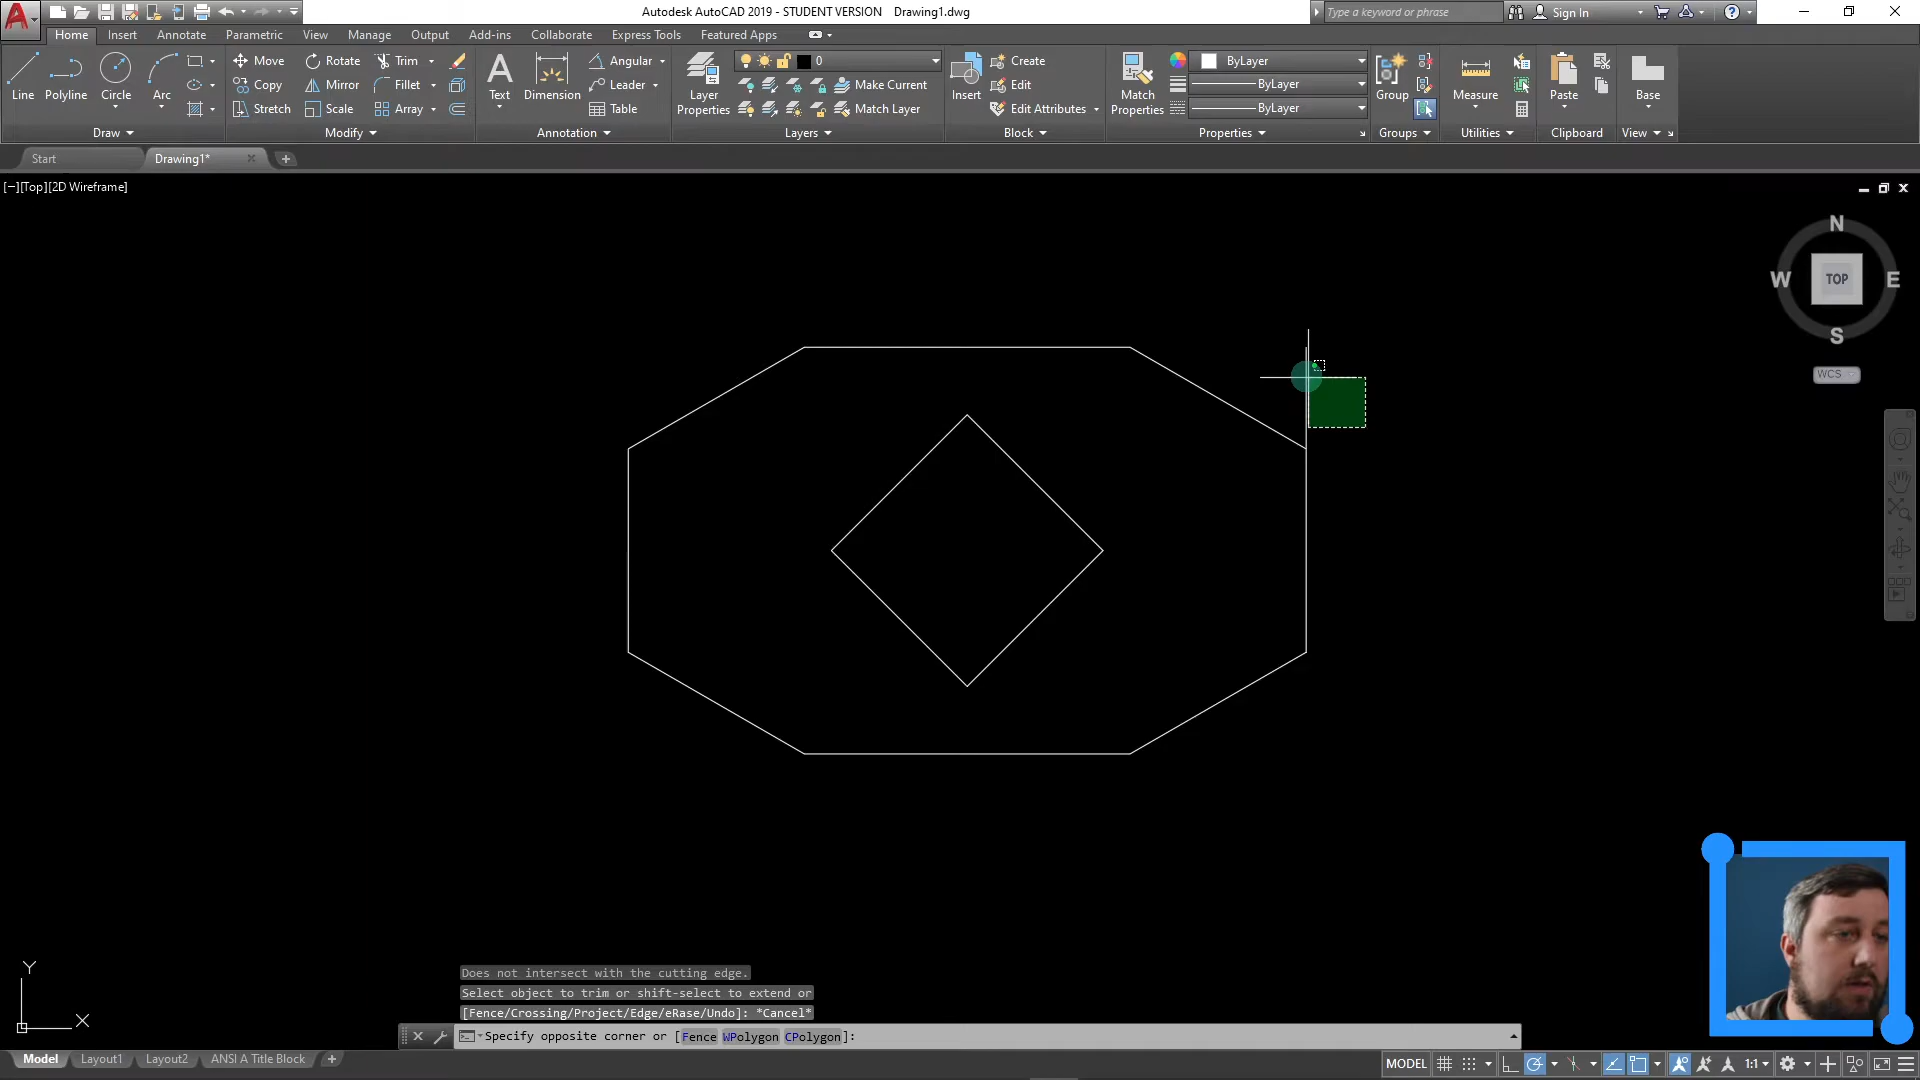 Autodesk AutoCAD 2019 - STUDENT VERSION Drawing1.dwg
Type a keyword or phrase
Sign In
Home Insert Annotate Parametric View Manage Output Add-ins Collaborate Express Tools Featured Apps
Line
Polyline
Circle
Arc
Draw
Move Rotate Trim
Copy Mirror Fillet
Stretch Scale Array
Modify
Text
Dimension
Angular
Leader
Table
Annotation
Layer
Properties
0
Make Current
Match Layer
Layers
Insert
Create
Edit
Edit Attributes
Block
Match
Properties
ByLayer
ByLayer
ByLayer
Properties
Group
Groups
Measure
Utilities
Paste
Clipboard
Base
View
Start
Drawing1*
[−][Top][2D Wireframe]
N
W TOP E
S
WCS
Y
X
Does not intersect with the cutting edge.
Select object to trim or shift-select to extend or
[Fence/Crossing/Project/Edge/eRase/Undo]: *Cancel*
Specify opposite corner or [Fence WPolygon CPolygon]:
Model Layout1 Layout2 ANSI A Title Block
MODEL 1:1